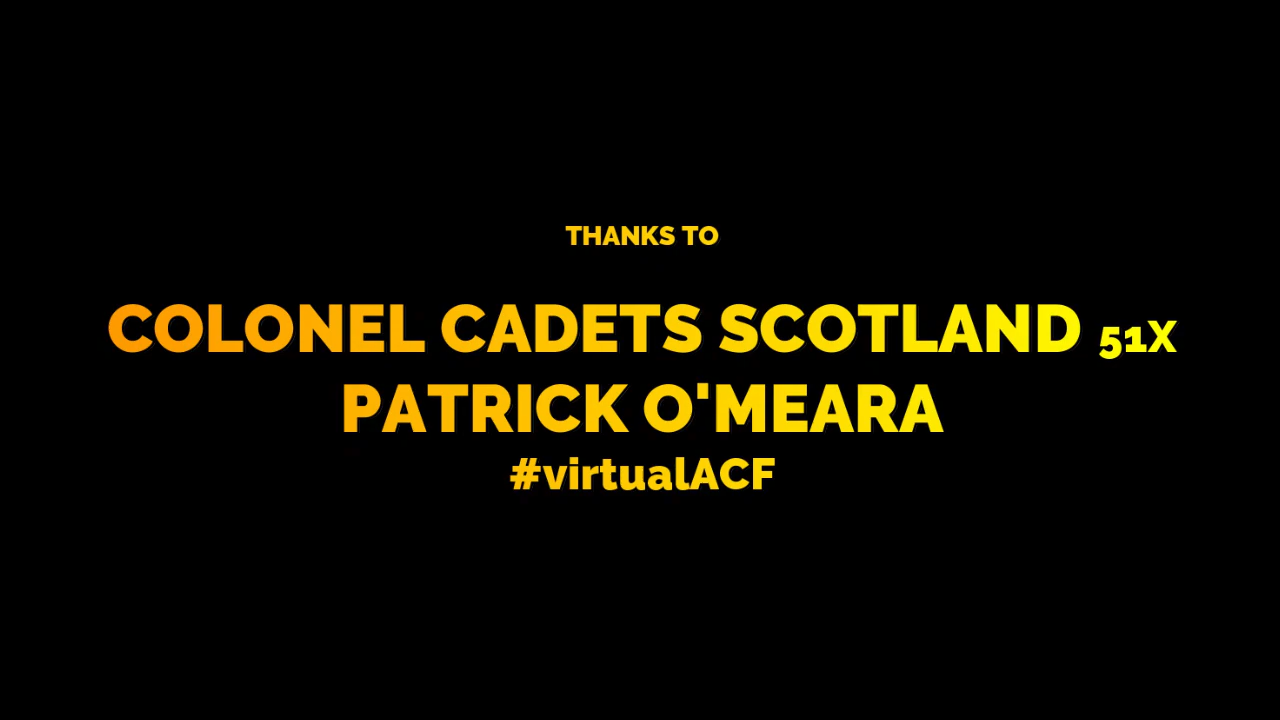 THANKS TO
COLONEL CADETS SCOTLAND 51X
PATRICK O'MEARA
#virtualACF